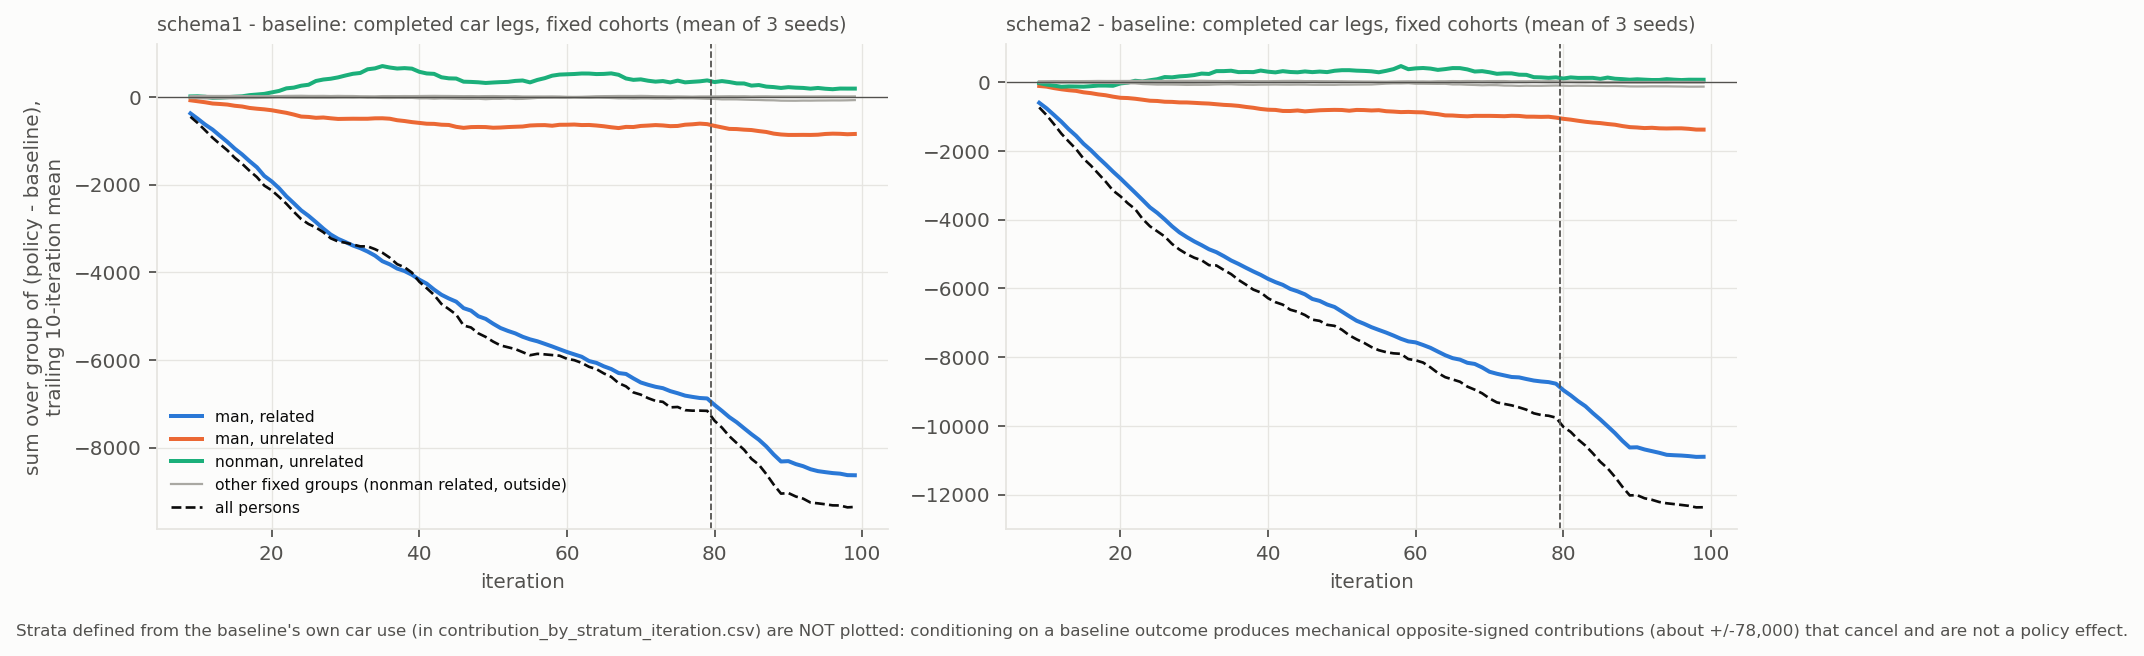 schema1 - baseline: completed car legs, fixed cohorts (mean of 3 seeds)
sum over group of (policy - baseline),
trailing 10-iteration mean
0
−2000
−4000
−6000
−8000
man, related
man, unrelated
nonman, unrelated
other fixed groups (nonman related, outside)
all persons
20 40 60 80 100
iteration
schema2 - baseline: completed car legs, fixed cohorts (mean of 3 seeds)
0
−2000
−4000
−6000
−8000
−10000
−12000
20 40 60 80 100
iteration
Strata defined from the baseline's own car use (in contribution_by_stratum_iteration.csv) are NOT plotted: conditioning on a baseline outcome produces mechanical opposite-signed contributions (about +/-78,000) that cancel and are not a policy effect.